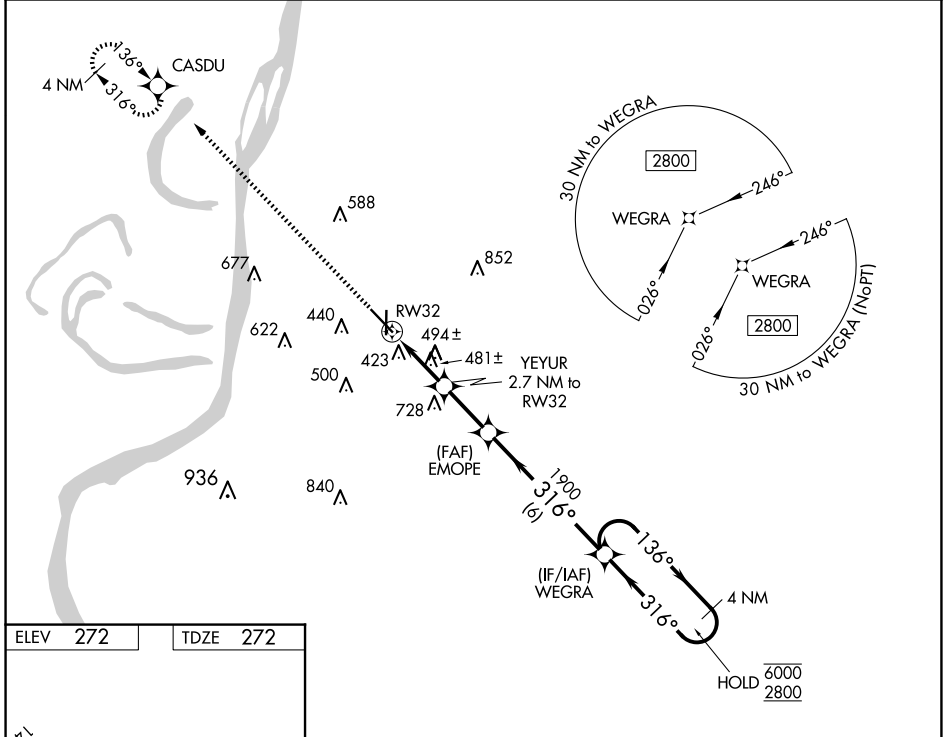 136°
CASDU
4 NM
316°
30 NM to WEGRA
2800
246°
WEGRA
026°
246°
WEGRA
026°
2800
30 NM to WEGRA (NoPT)
588
677
852
440
RW32
622
494±
423
481±
YEYUR
2.7 NM to
RW32
500
728
(FAF)
EMOPE
936
840
1900
316°
(6)
(IF/IAF)
WEGRA
136°
316°
4 NM
HOLD 6000
2800
ELEV 272
TDZE 272